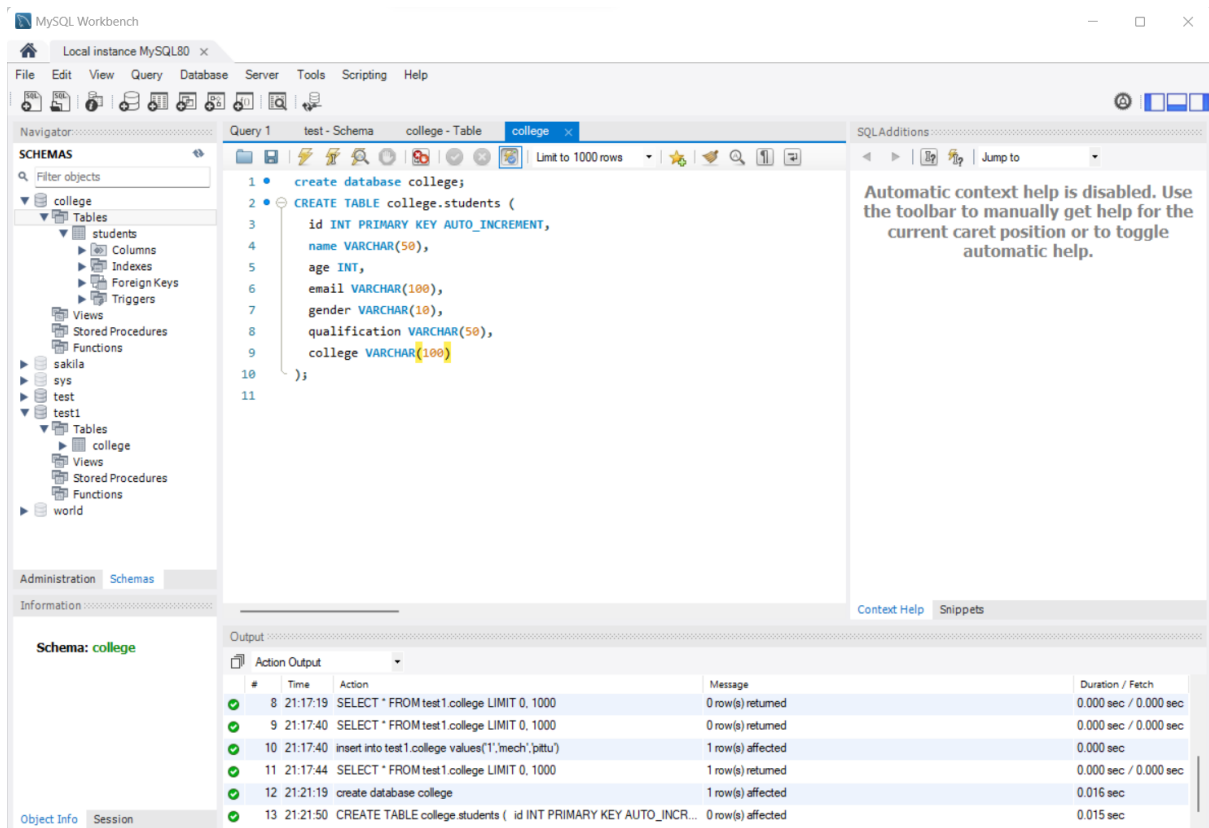 MySQL Workbench
Local instance MySQL80
File Edit View Query Database Server Tools Scripting Help
Navigator
SCHEMAS
Filter objects
college
Tables
students
Columns
Indexes
Foreign Keys
Triggers
Views
Stored Procedures
Functions
sakila
sys
test
test1
Tables
college
Views
Stored Procedures
Functions
world
Administration Schemas
Information
Schema: college
Object Info Session
Query 1 test - Schema college - Table college
Limit to 1000 rows
1 create database college;
2 CREATE TABLE college.students (
3 id INT PRIMARY KEY AUTO_INCREMENT,
4 name VARCHAR(50),
5 age INT,
6 email VARCHAR(100),
7 gender VARCHAR(10),
8 qualification VARCHAR(50),
9 college VARCHAR(100)
10 );
11
SQLAdditions
Jump to
Automatic context help is disabled. Use
the toolbar to manually get help for the
current caret position or to toggle
automatic help.
Context Help Snippets
Output
Action Output
# Time Action Message Duration / Fetch
8 21:17:19 SELECT * FROM test1.college LIMIT 0, 1000 0 row(s) returned 0.000 sec / 0.000 sec
9 21:17:40 SELECT * FROM test1.college LIMIT 0, 1000 0 row(s) returned 0.000 sec / 0.000 sec
10 21:17:40 insert into test1.college values('1','mech','pittu') 1 row(s) affected 0.000 sec
11 21:17:44 SELECT * FROM test1.college LIMIT 0, 1000 1 row(s) returned 0.000 sec / 0.000 sec
12 21:21:19 create database college 1 row(s) affected 0.016 sec
13 21:21:50 CREATE TABLE college.students ( id INT PRIMARY KEY AUTO_INCR... 0 row(s) affected 0.015 sec